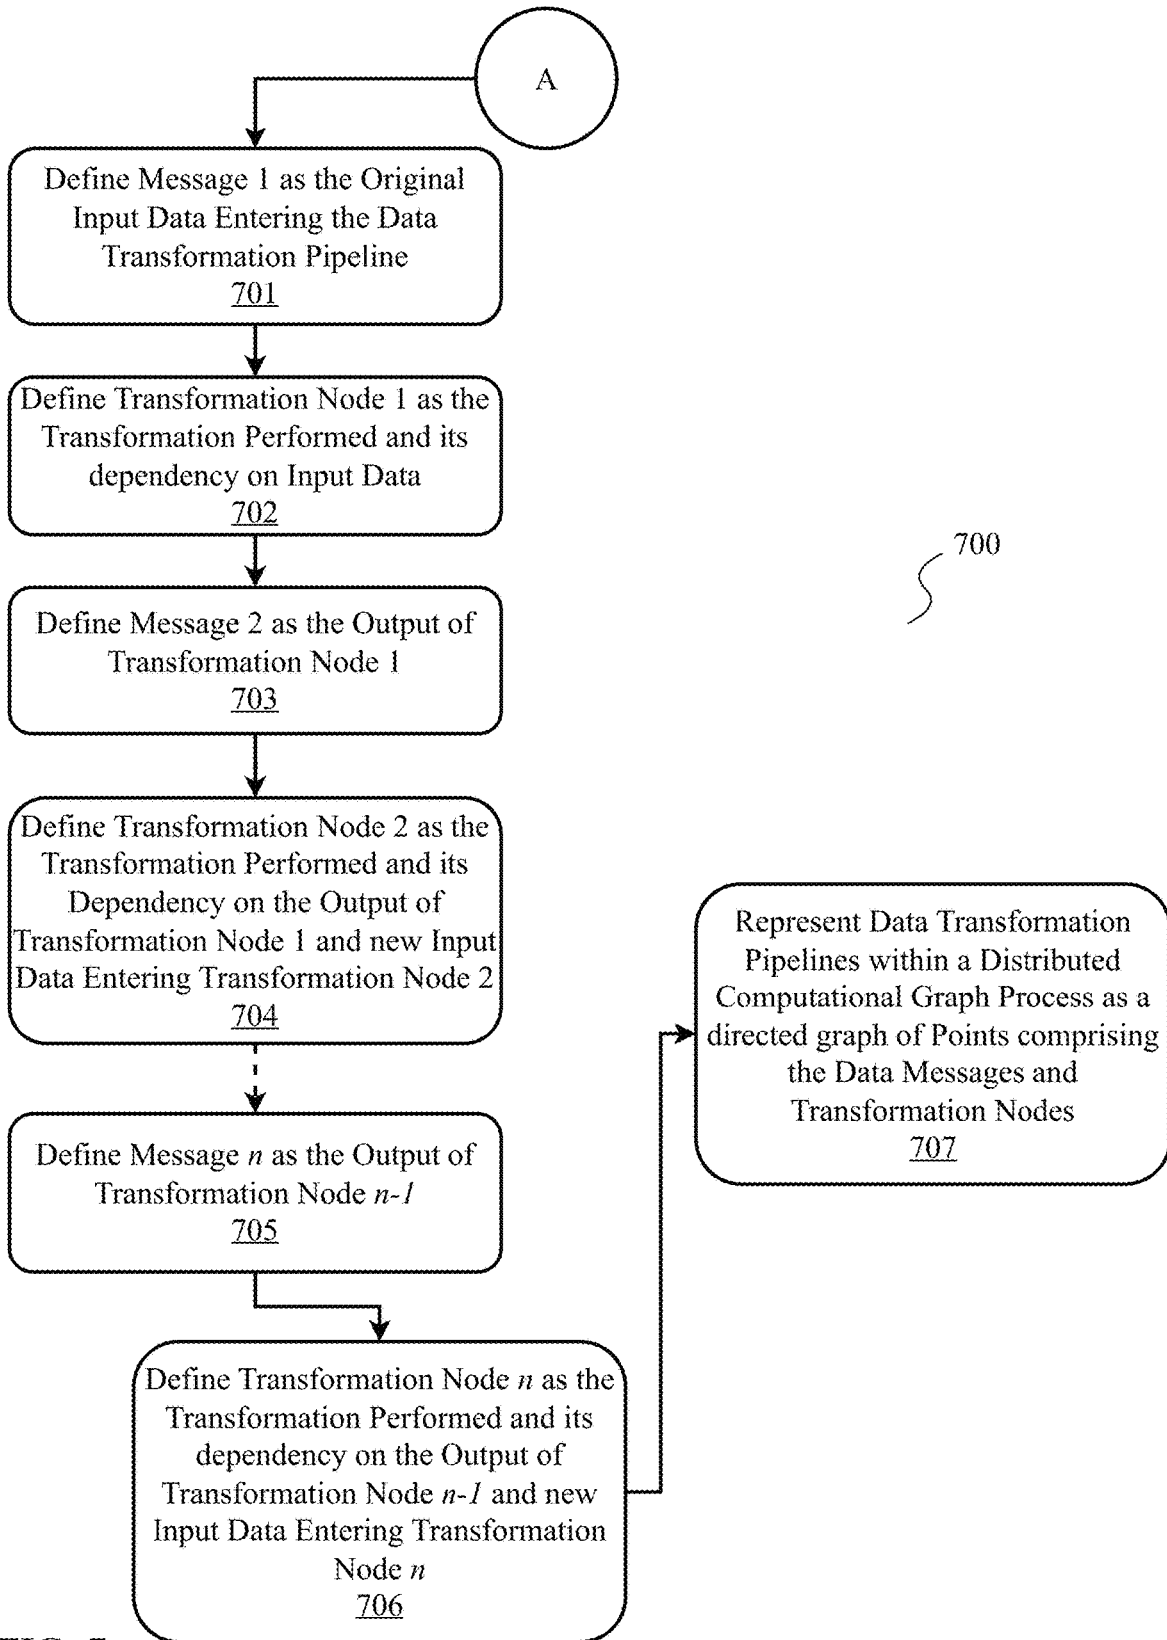 A
Define Message 1 as the Original
Input Data Entering the Data
Transformation Pipeline
701
Define Transformation Node 1 as the
Transformation Performed and its
dependency on Input Data
702
Define Message 2 as the Output of
Transformation Node 1
703
Define Transformation Node 2 as the
Transformation Performed and its
Dependency on the Output of
Transformation Node 1 and new Input
Data Entering Transformation Node 2
704
Define Message n as the Output of
Transformation Node n-1
705
Define Transformation Node n as the
Transformation Performed and its
dependency on the Output of
Transformation Node n-1 and new
Input Data Entering Transformation
Node n
706
700
Represent Data Transformation
Pipelines within a Distributed
Computational Graph Process as a
directed graph of Points comprising
the Data Messages and
Transformation Nodes
707